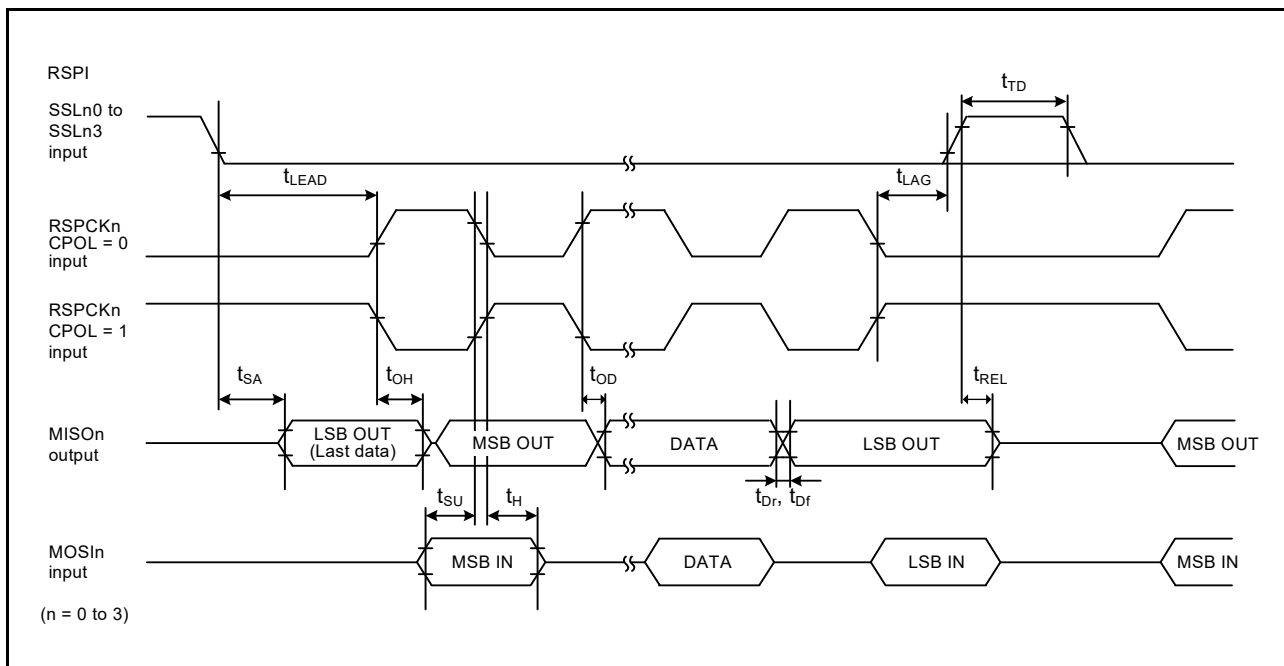 RSPI
SSLn0 to
SSLn3
input
tTD
tLEAD
tLAG
RSPCKn
CPOL = 0
input
RSPCKn
CPOL = 1
input
tSA
tOH
tOD
tREL
MISOn
output
LSB OUT
(Last data)
MSB OUT
DATA
LSB OUT
MSB OUT
tSU
tH
tDr, tDf
MOSIn
input
MSB IN
DATA
LSB IN
MSB IN
(n = 0 to 3)